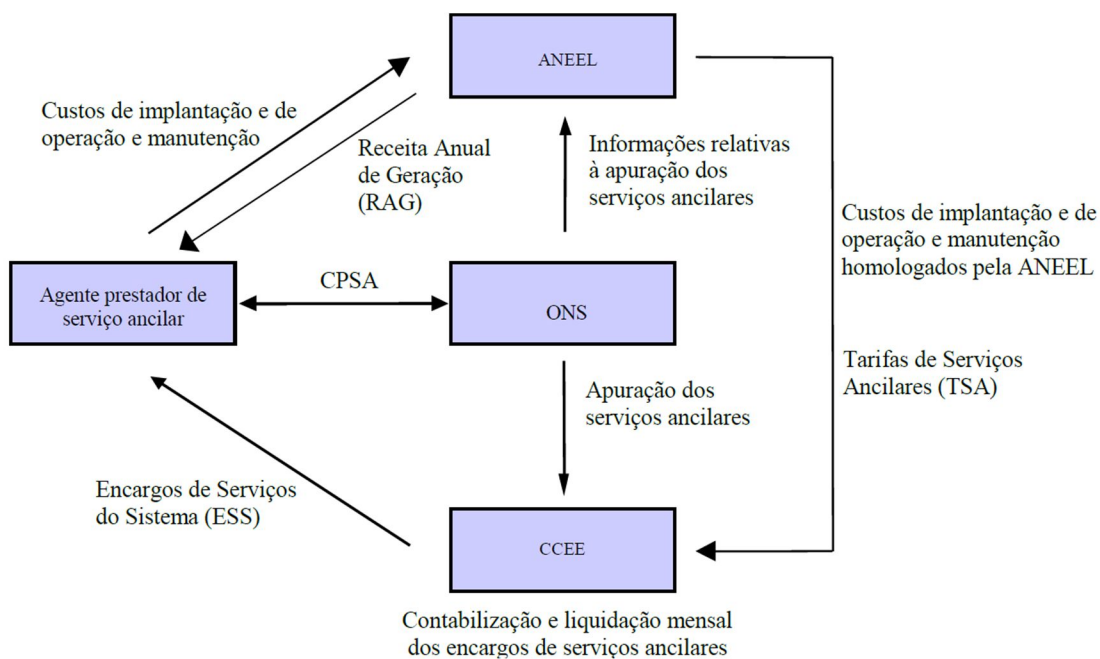 ANEEL
Custos de implantação e de
operação e manutenção
Receita Anual
de Geração
(RAG)
Informações relativas
à apuração dos
serviços ancilares
Custos de implantação e de
operação e manutenção
homologados pela ANEEL
Agente prestador de
serviço ancilar
CPSA
ONS
Tarifas de Serviços
Ancilares (TSA)
Apuração dos
serviços ancilares
Encargos de Serviços
do Sistema (ESS)
CCEE
Contabilização e liquidação mensal
dos encargos de serviços ancilares